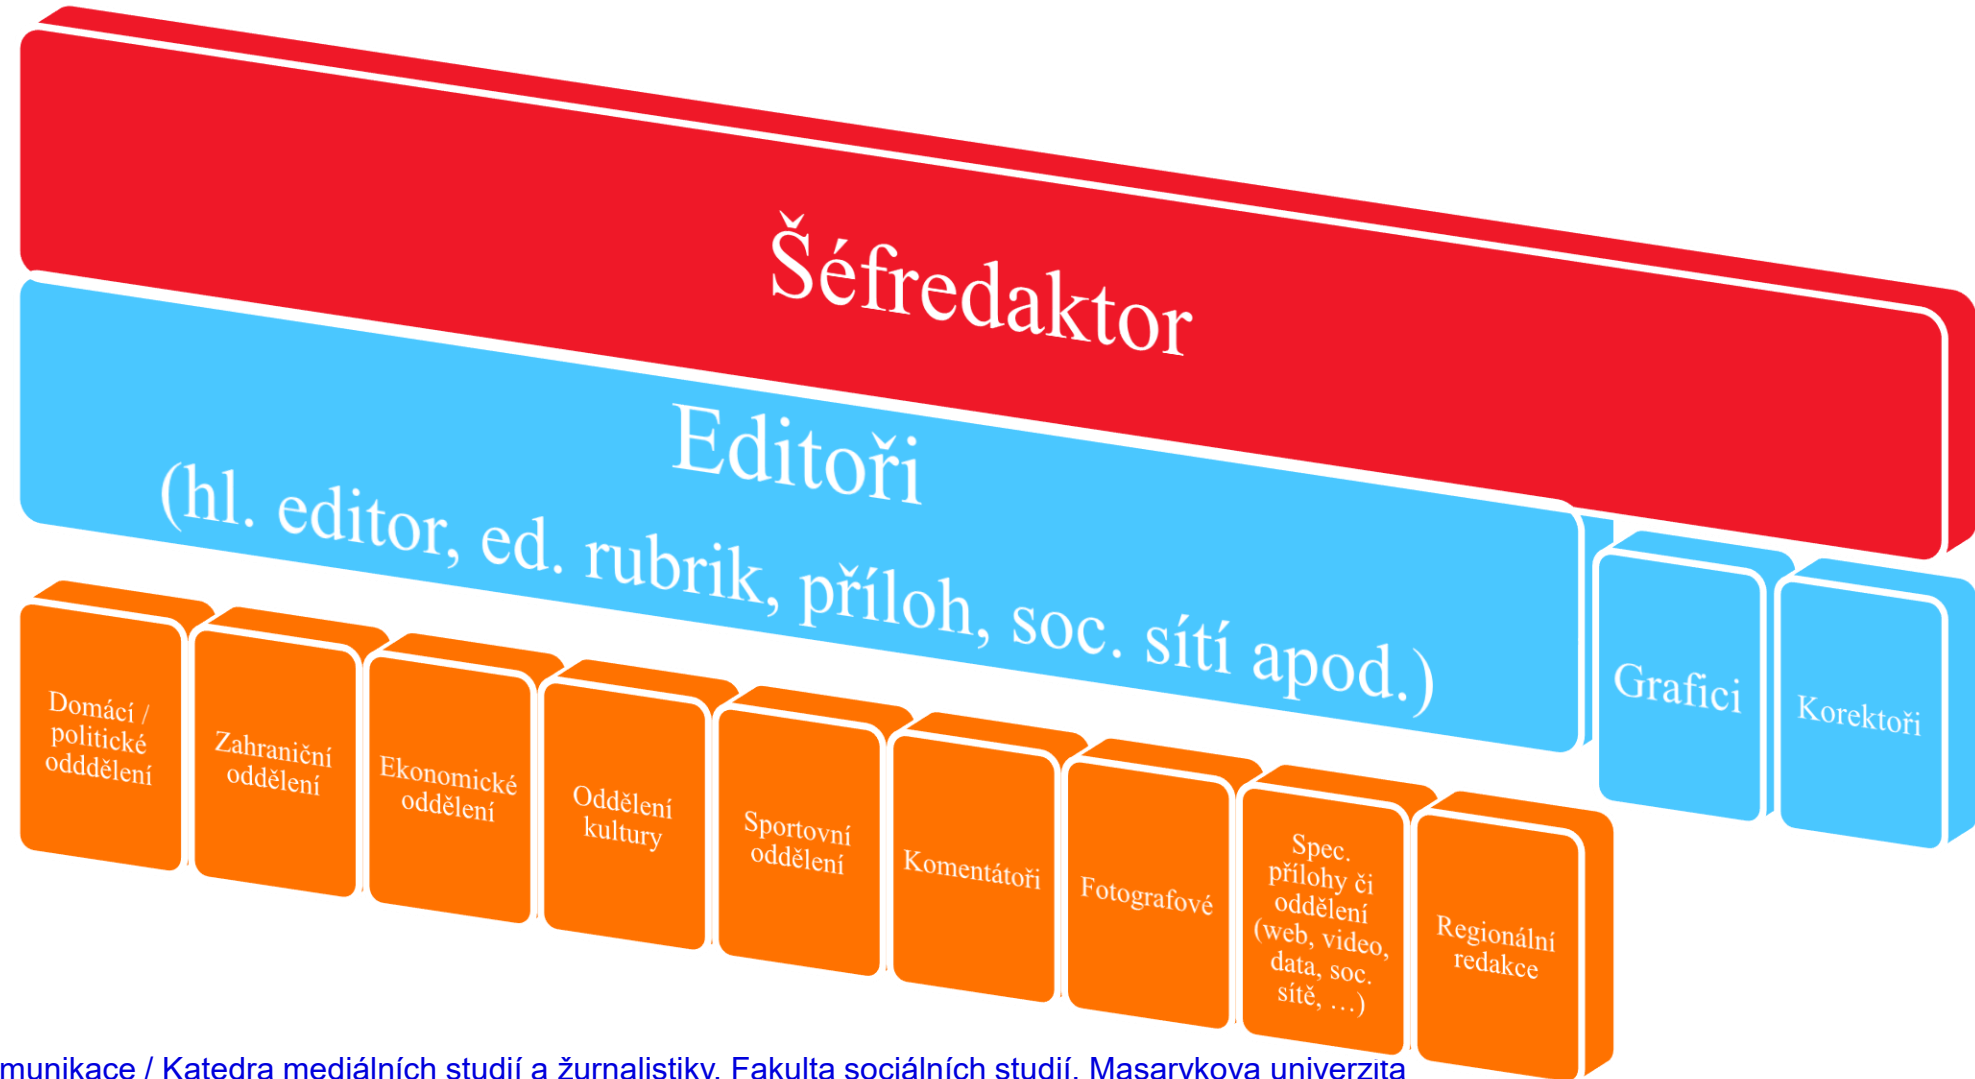 Šéfredaktor
Editoři
(hl. editor, ed. rubrik, příloh, soc. sítí apod.)
Grafici
Korektoři
Domácí /
politické
odddělení
Zahraniční
oddělení
Ekonomické
oddělení
Oddělení
kultury
Sportovní
oddělení
Komentátoři
Fotografové
Spec.
přílohy či
oddělení
(web, video,
data, soc.
sítě, …)
Regionální
redakce
munikace / Katedra mediálních studií a žurnalistiky, Fakulta sociálních studií, Masarykova univerzita